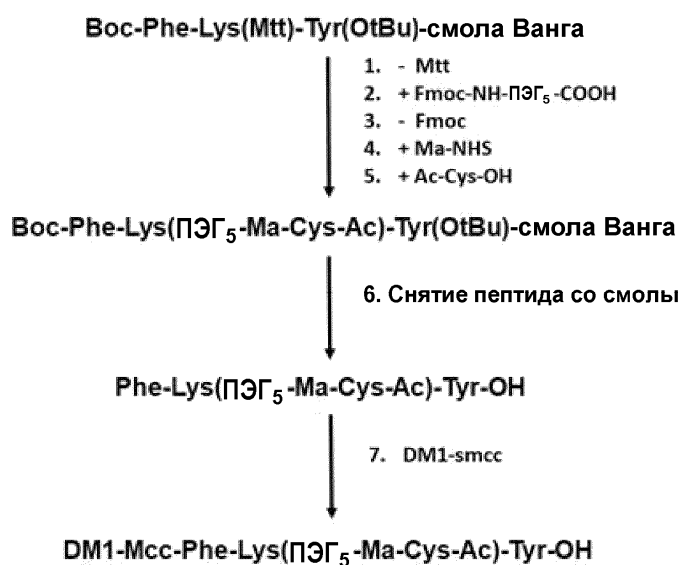 Boc-Phe-Lys(Mtt)-Tyr(OtBu)-смола Ванга
1. - Mtt
2. + Fmoc-NH-ПЭГ₅-COOH
3. - Fmoc
4. + Ma-NHS
5. + Ac-Cys-OH
Boc-Phe-Lys(ПЭГ₅-Ma-Cys-Ac)-Tyr(OtBu)-смола Ванга
6. Снятие пептида со смолы
Phe-Lys(ПЭГ₅-Ma-Cys-Ac)-Tyr-OH
7. DM1-smcc
DM1-Mcc-Phe-Lys(ПЭГ₅-Ma-Cys-Ac)-Tyr-OH